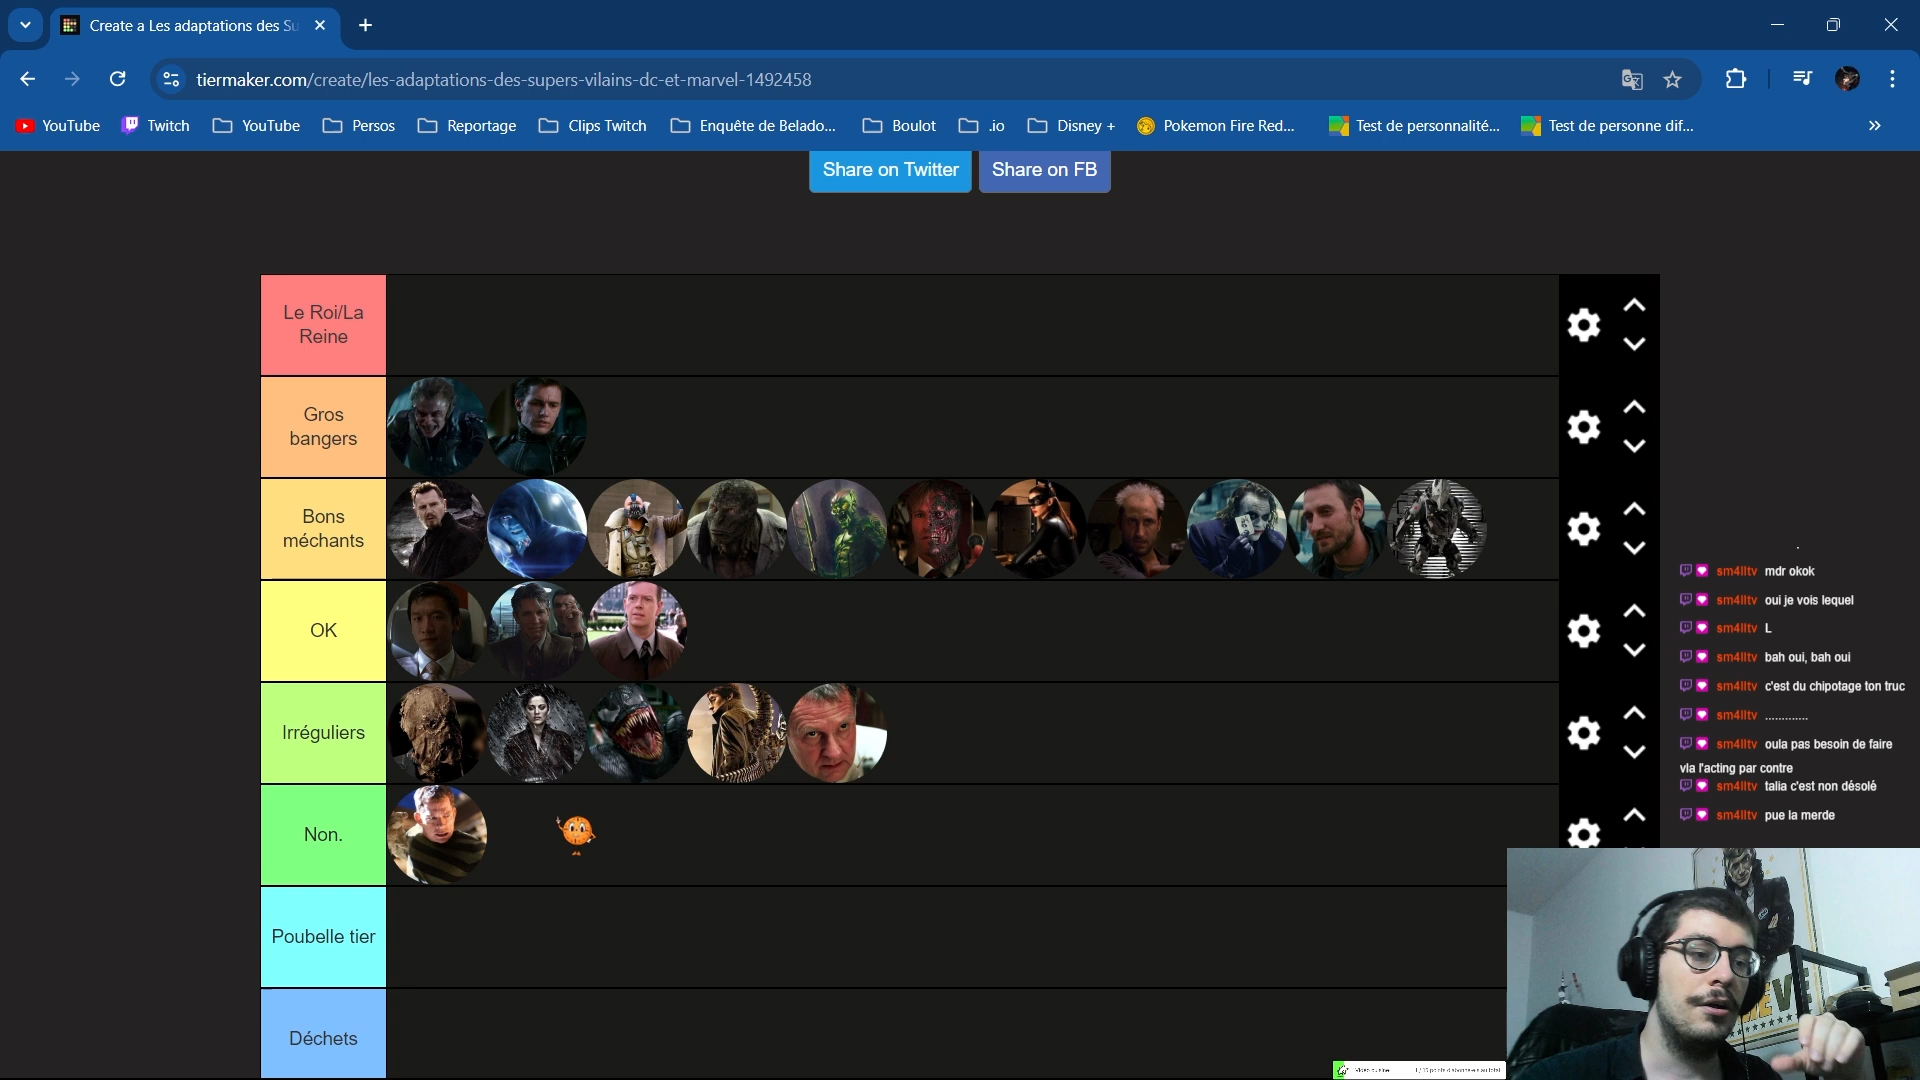 Create a Les adaptations des Su
tiermaker.com/create/les-adaptations-des-supers-vilains-dc-et-marvel-1492458
YouTube Twitch YouTube Persos Reportage Clips Twitch Enquête de Belado... Boulot .io Disney + Pokemon Fire Red... Test de personnalité... Test de personne dif...
Share on Twitter Share on FB
Le Roi/La
Reine
Gros
bangers
Bons
méchants
OK
Irréguliers
Non.
Poubelle tier
Déchets
sm4lltv mdr okok
sm4lltv oui je vois lequel
sm4lltv L
sm4lltv bah oui, bah oui
sm4lltv c'est du chipotage ton truc
sm4lltv .............
sm4lltv oula pas besoin de faire
vla l'acting par contre
sm4lltv talia c'est non désolé
sm4lltv pue la merde